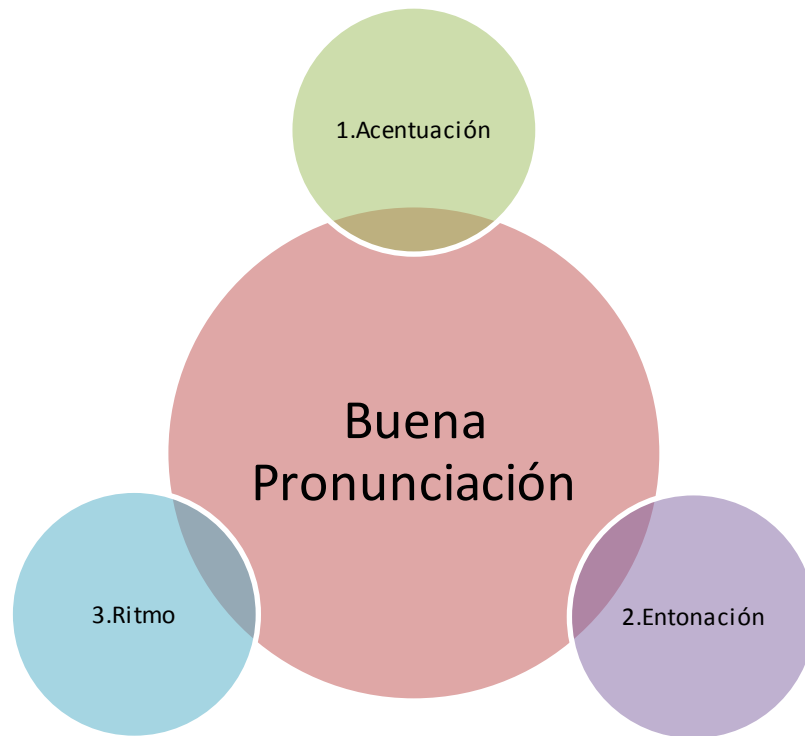 1.Acentuación
Buena
Pronunciación
3.Ritmo
2.Entonación